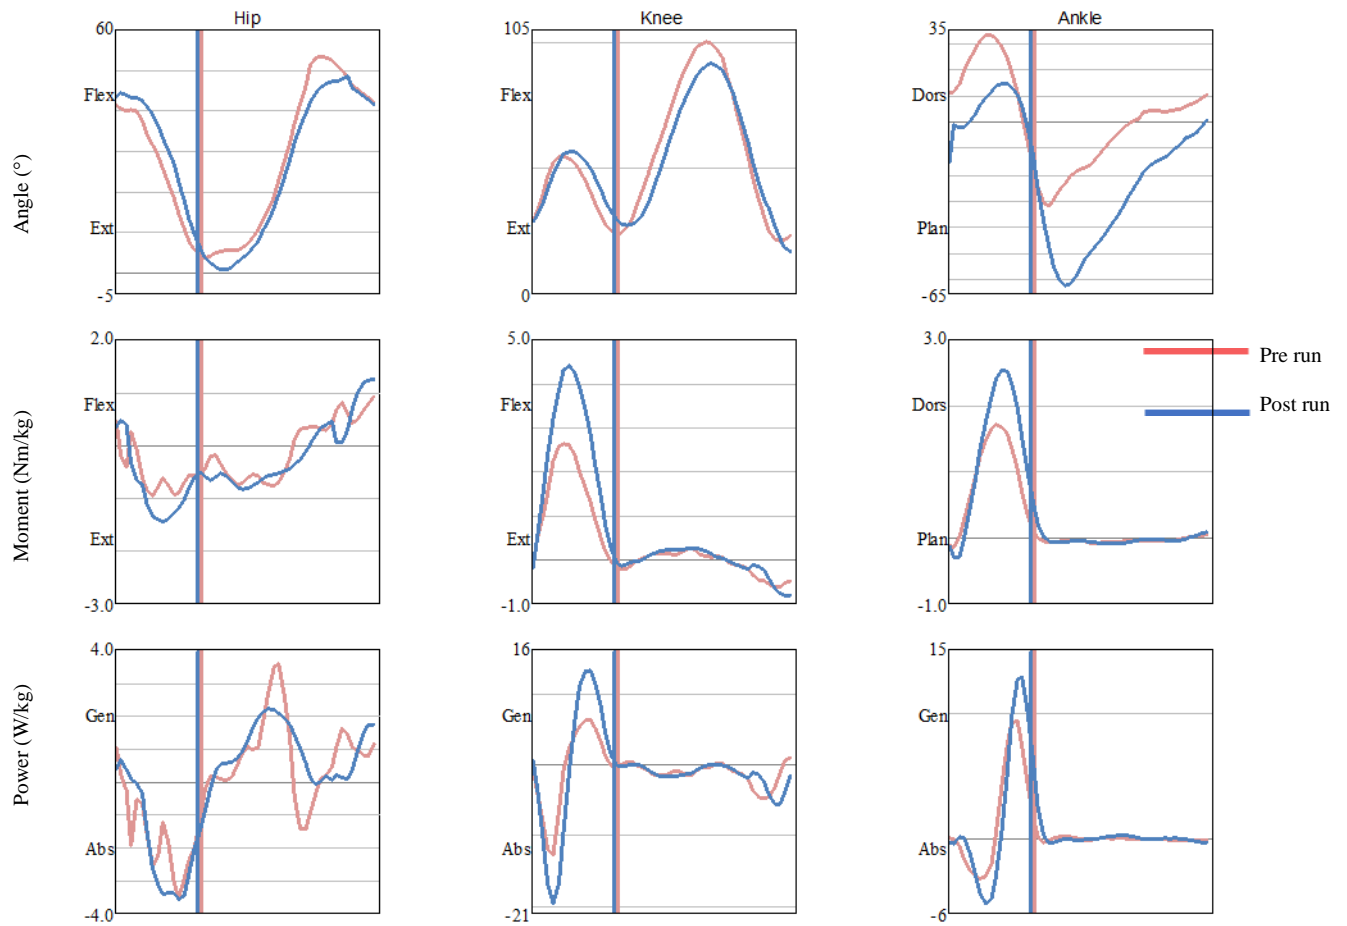 Hip Knee Ankle
60 105 35
Flex Flex Dors
Angle (°)
Ext Ext Plan
-5 0 -65
2.0 5.0 3.0
Pre run
Flex Flex Dors
Post run
Moment (Nm/kg)
Ext Ext Plan
-3.0 -1.0 -1.0
4.0 16 15
Gen Gen Gen
Power (W/kg)
Abs Abs Abs
-4.0 -21 -6